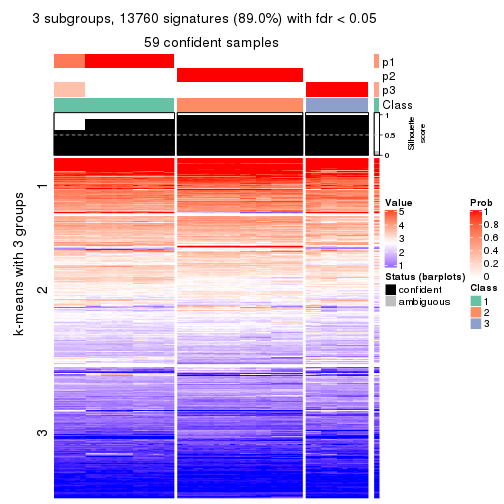 3 subgroups, 13760 signatures (89.0%) with fdr < 0.05
59 confident samples
p1
p2
p3
Class
1
0.5
0
Silhouette
score
k-means with 3 groups
1
2
3
Value
5
4
3
2
1
Status (barplots)
confident
ambiguous
Prob
1
0.8
0.6
0.4
0.2
0
Class
1
2
3